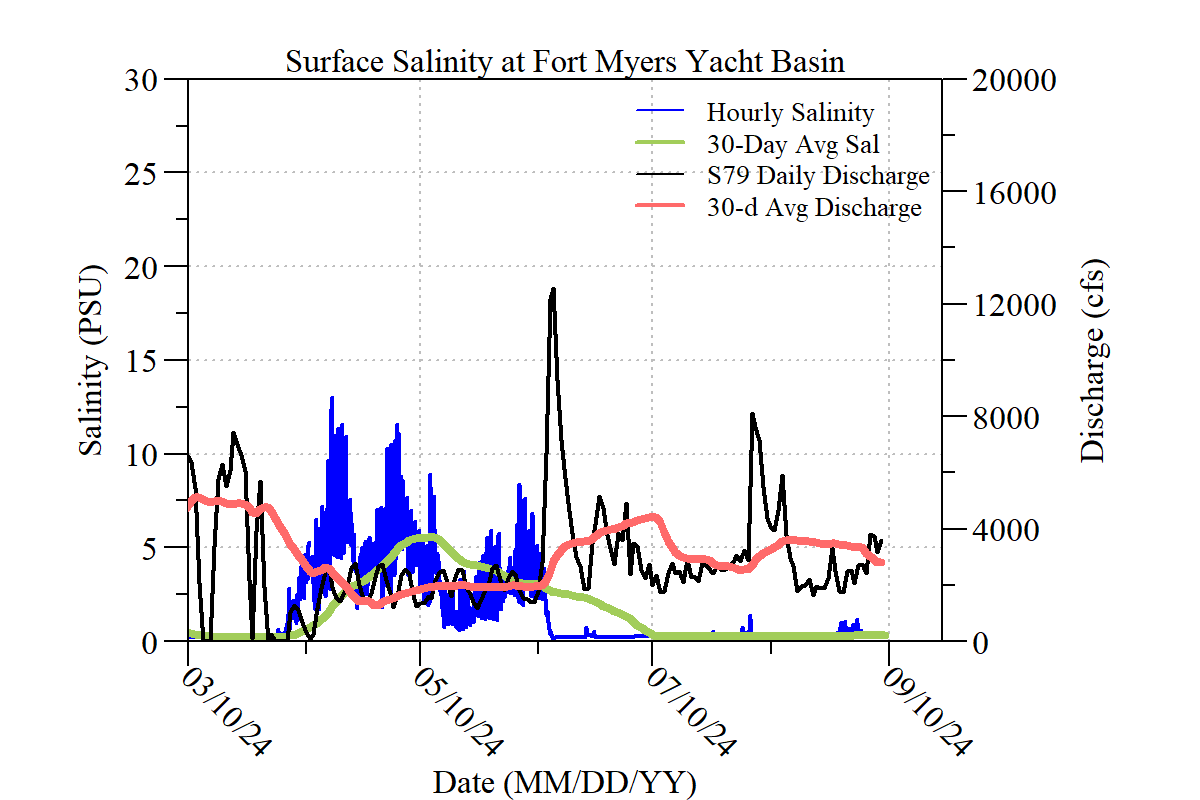 Surface Salinity at Fort Myers Yacht Basin
30
25
20
15
10
5
0
Salinity (PSU)
Hourly Salinity
30-Day Avg Sal
S79 Daily Discharge
30-d Avg Discharge
20000
16000
12000
8000
4000
0
Discharge (cfs)
03/10/24
05/10/24
07/10/24
09/10/24
Date (MM/DD/YY)